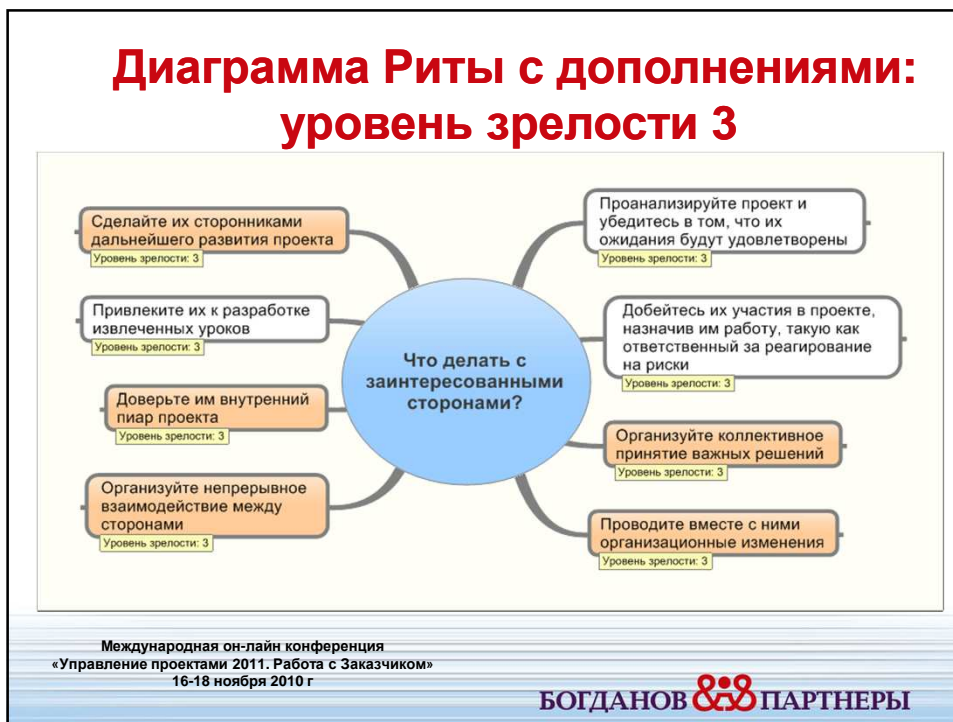 Диаграмма Риты с дополнениями:
уровень зрелости 3
Сделайте их сторонниками
дальнейшего развития проекта
Уровень зрелости: 3
Привлеките их к разработке
извлеченных уроков
Уровень зрелости: 3
Доверьте им внутренний
пиар проекта
Уровень зрелости: 3
Организуйте непрерывное
взаимодействие между
сторонами
Уровень зрелости: 3
Что делать с
заинтересованными
сторонами?
Проанализируйте проект и
убедитесь в том, что их
ожидания будут удовлетворены
Уровень зрелости: 3
Добейтесь их участия в проекте,
назначив им работу, такую как
ответственный за реагирование
на риски
Уровень зрелости: 3
Организуйте коллективное
принятие важных решений
Уровень зрелости: 3
Проводите вместе с ними
организационные изменения
Уровень зрелости: 3
Международная он-лайн конференция
«Управление проектами 2011. Работа с Заказчиком»
16-18 ноября 2010 г
БОГДАНОВ ПАРТНЕРЫ